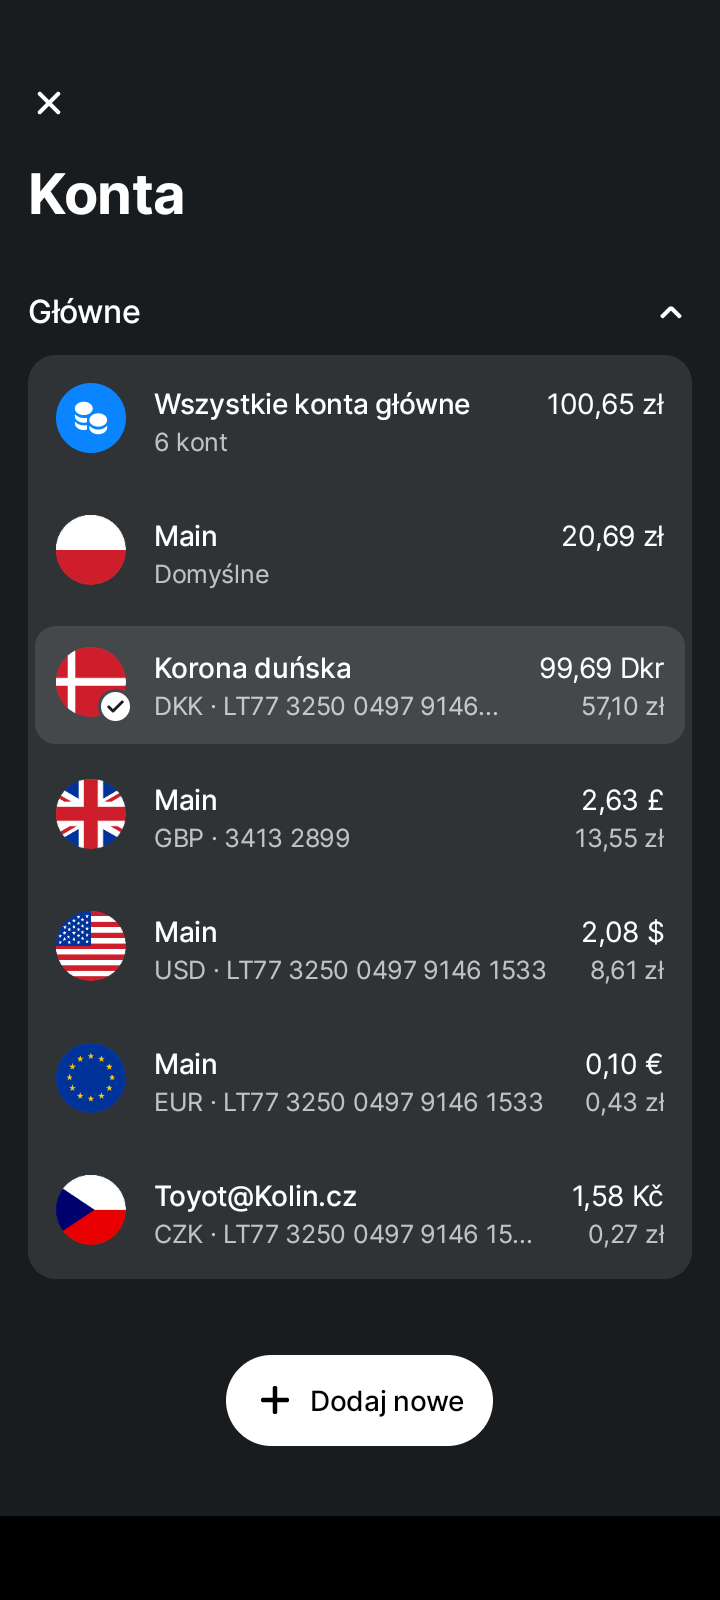 Konta
Główne
Wszystkie konta główne 100,65 zł
6 kont
Main 20,69 zł
Domyślne
Korona duńska 99,69 Dkr
DKK · LT77 3250 0497 9146... 57,10 zł
Main 2,63 £
GBP · 3413 2899 13,55 zł
Main 2,08 $
USD · LT77 3250 0497 9146 1533 8,61 zł
Main 0,10 €
EUR · LT77 3250 0497 9146 1533 0,43 zł
Toyot@Kolin.cz 1,58 Kč
CZK · LT77 3250 0497 9146 15... 0,27 zł
Dodaj nowe